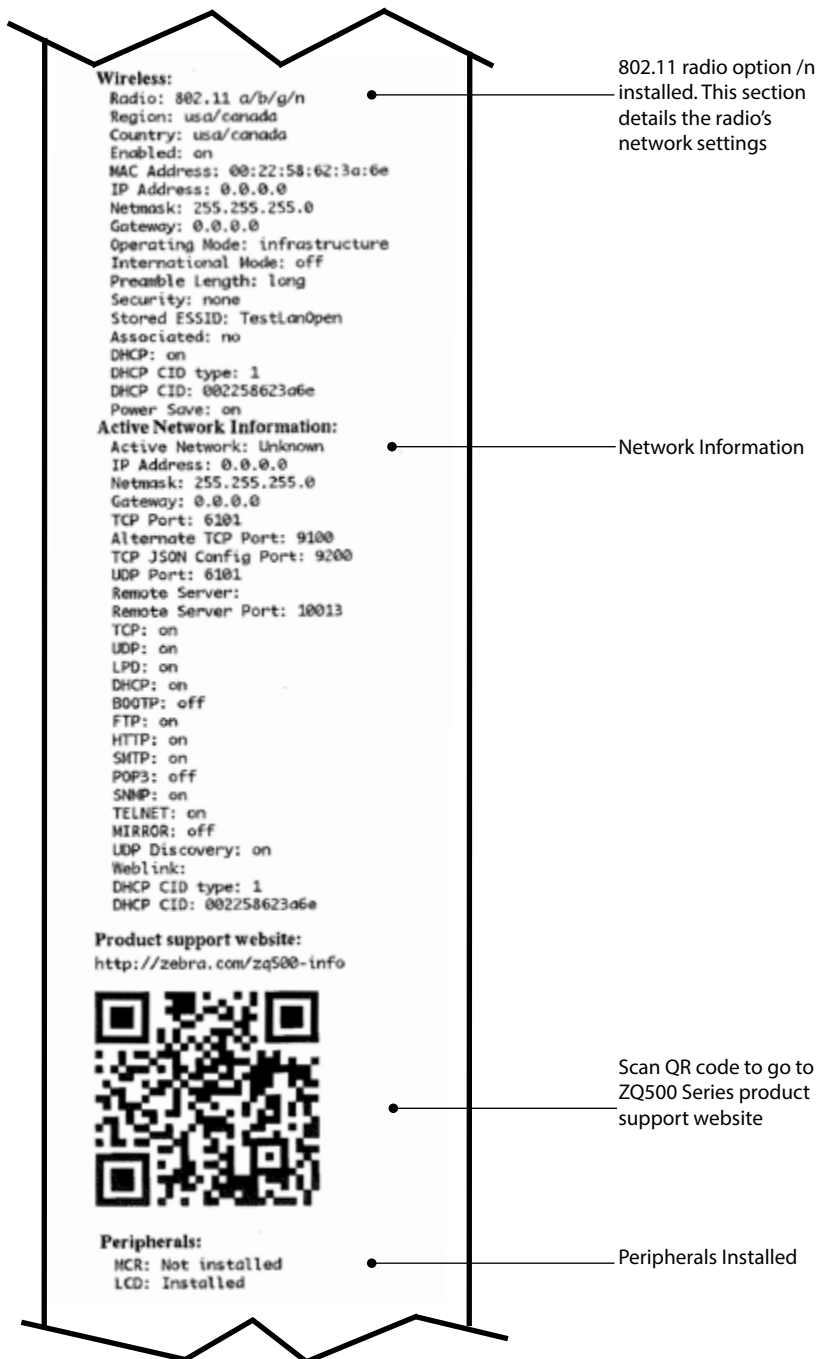 Wireless:
Radio: 802.11 a/b/g/n
Region: usa/canada
Country: usa/canada
Enabled: on
MAC Address: 00:22:58:62:3a:6e
IP Address: 0.0.0.0
Netmask: 255.255.255.0
Gateway: 0.0.0.0
Operating Mode: infrastructure
International Mode: off
Preamble Length: long
Security: none
Stored ESSID: TestLanOpen
Associated: no
DHCP: on
DHCP CID type: 1
DHCP CID: 002258623a6e
Power Save: on
802.11 radio option /n
installed. This section
details the radio's
network settings
Active Network Information:
Active Network: Unknown
IP Address: 0.0.0.0
Netmask: 255.255.255.0
Gateway: 0.0.0.0
TCP Port: 6101
Alternate TCP Port: 9100
TCP JSON Config Port: 9200
UDP Port: 6101
Remote Server:
Remote Server Port: 10013
TCP: on
UDP: on
LPD: on
DHCP: on
BOOTP: off
FTP: on
HTTP: on
SMTP: on
POP3: off
SNMP: on
TELNET: on
MIRROR: off
UDP Discovery: on
Weblink:
DHCP CID type: 1
DHCP CID: 002258623a6e
Network Information
Product support website:
http://zebra.com/zq500-info
Scan QR code to go to
ZQ500 Series product
support website
Peripherals:
MCR: Not installed
LCD: Installed
Peripherals Installed